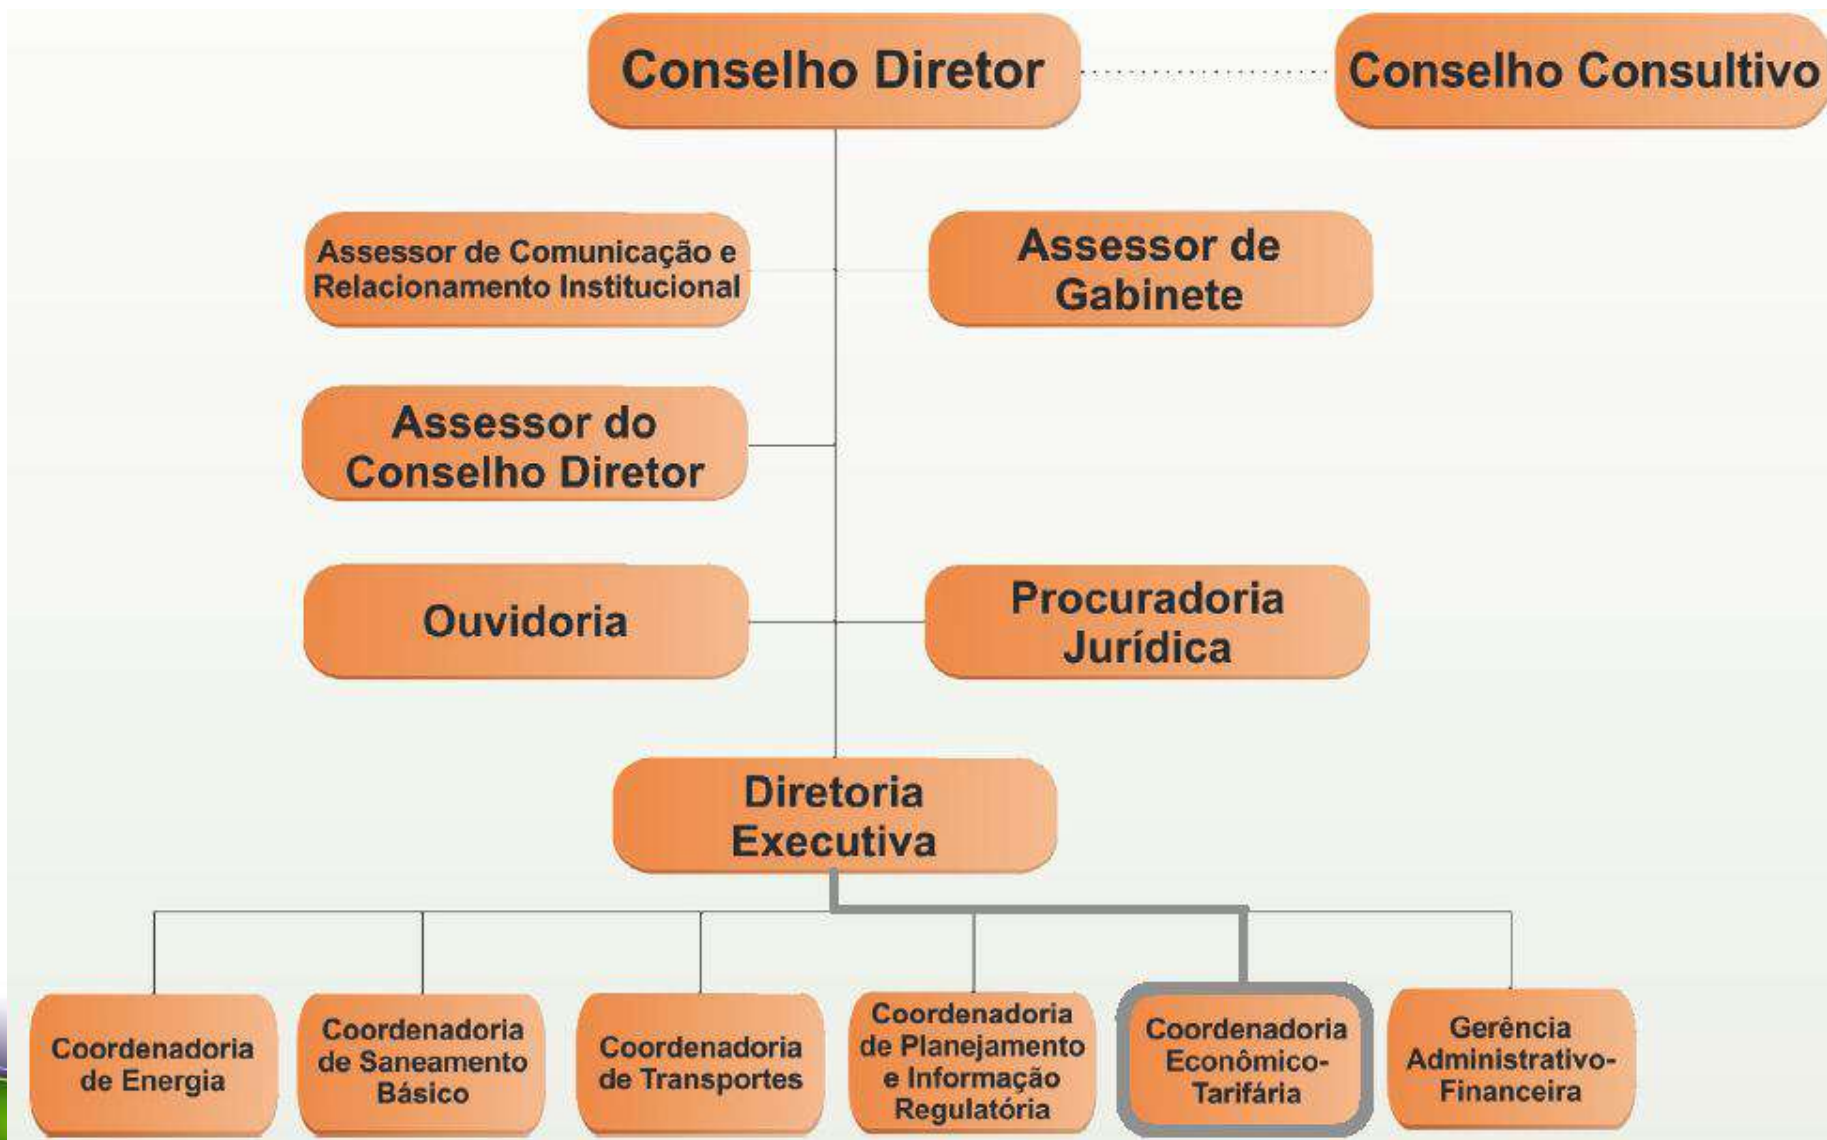 Conselho Diretor
Conselho Consultivo
Assessor de Comunicação e
Relacionamento Institucional
Assessor de
Gabinete
Assessor do
Conselho Diretor
Ouvidoria
Procuradoria
Jurídica
Diretoria
Executiva
Coordenadoria
de Energia
Coordenadoria
de Saneamento
Básico
Coordenadoria
de Transportes
Coordenadoria
de Planejamento
e Informação
Regulatória
Coordenadoria
Econômico-
Tarifária
Gerência
Administrativo-
Financeira